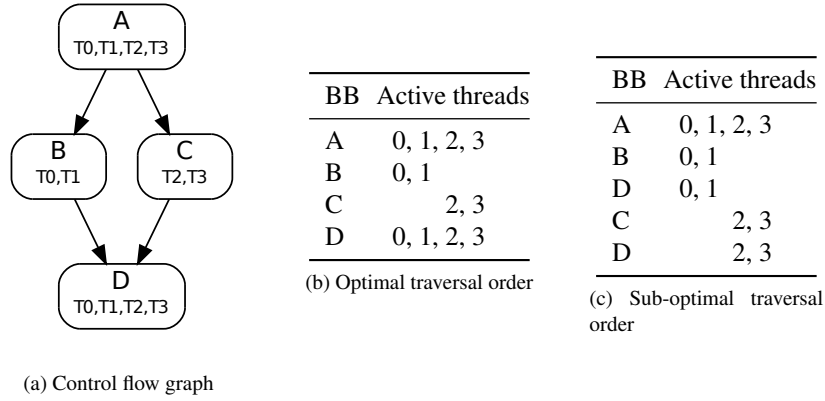 A
T0,T1,T2,T3
B
T0,T1
C
T2,T3
D
T0,T1,T2,T3
(a) Control flow graph
BB Active threads
A 0, 1, 2, 3
B 0, 1
C 2, 3
D 0, 1, 2, 3
(b) Optimal traversal order
BB Active threads
A 0, 1, 2, 3
B 0, 1
D 0, 1
C 2, 3
D 2, 3
(c) Sub-optimal traversal
order